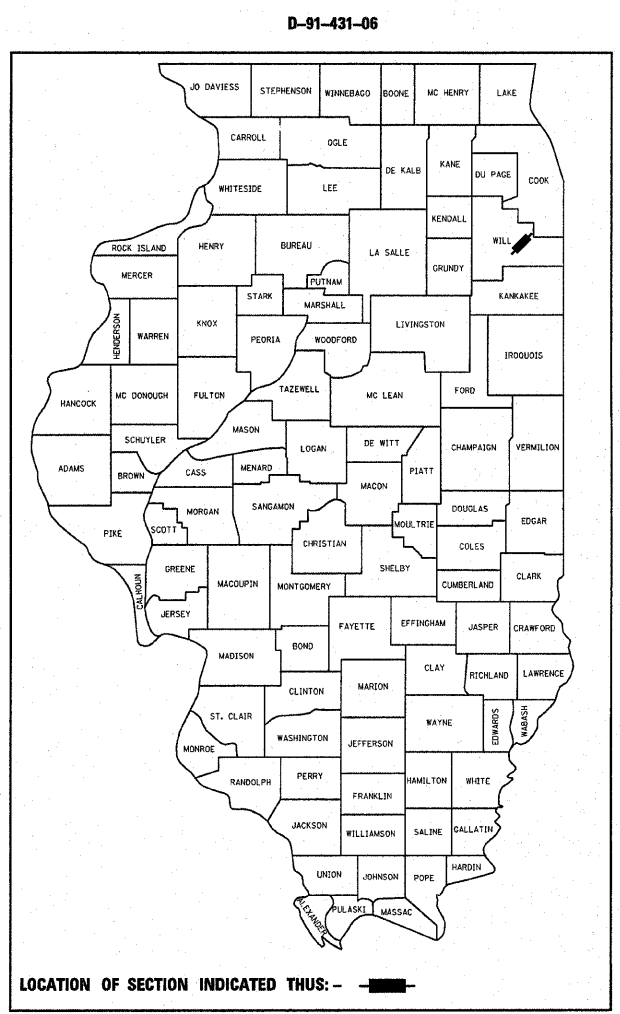 D-91-431-06
JO DAVIESS
STEPHENSON
WINNEBAGO
BOONE
MC HENRY
LAKE
CARROLL
OGLE
DE KALB
KANE
DU PAGE
COOK
WHITESIDE
LEE
KENDALL
WILL
ROCK ISLAND
HENRY
BUREAU
LA SALLE
GRUNDY
MERCER
PUTNAM
STARK
MARSHALL
KANKAKEE
HENDERSON
WARREN
KNOX
PEORIA
WOODFORD
LIVINGSTON
IROQUOIS
HANCOCK
MC DONOUGH
FULTON
TAZEWELL
MC LEAN
FORD
MASON
SCHUYLER
LOGAN
DE WITT
CHAMPAIGN
VERMILION
ADAMS
BROWN
CASS
MENARD
PIATT
MACON
MORGAN
SANGAMON
DOUGLAS
EDGAR
PIKE
SCOTT
MOULTRIE
CHRISTIAN
COLES
GREENE
SHELBY
CALHOUN
MACOUPIN
MONTGOMERY
CUMBERLAND
CLARK
JERSEY
FAYETTE
EFFINGHAM
JASPER
CRAWFORD
MADISON
BOND
CLAY
RICHLAND
LAWRENCE
CLINTON
MARION
ST. CLAIR
WAYNE
EDWARDS
WABASH
WASHINGTON
JEFFERSON
MONROE
RANDOLPH
PERRY
HAMILTON
WHITE
FRANKLIN
JACKSON
WILLIAMSON
SALINE
GALLATIN
UNION
JOHNSON
POPE
HARDIN
ALEXANDER
PULASKI
MASSAC
LOCATION OF SECTION INDICATED THUS: -